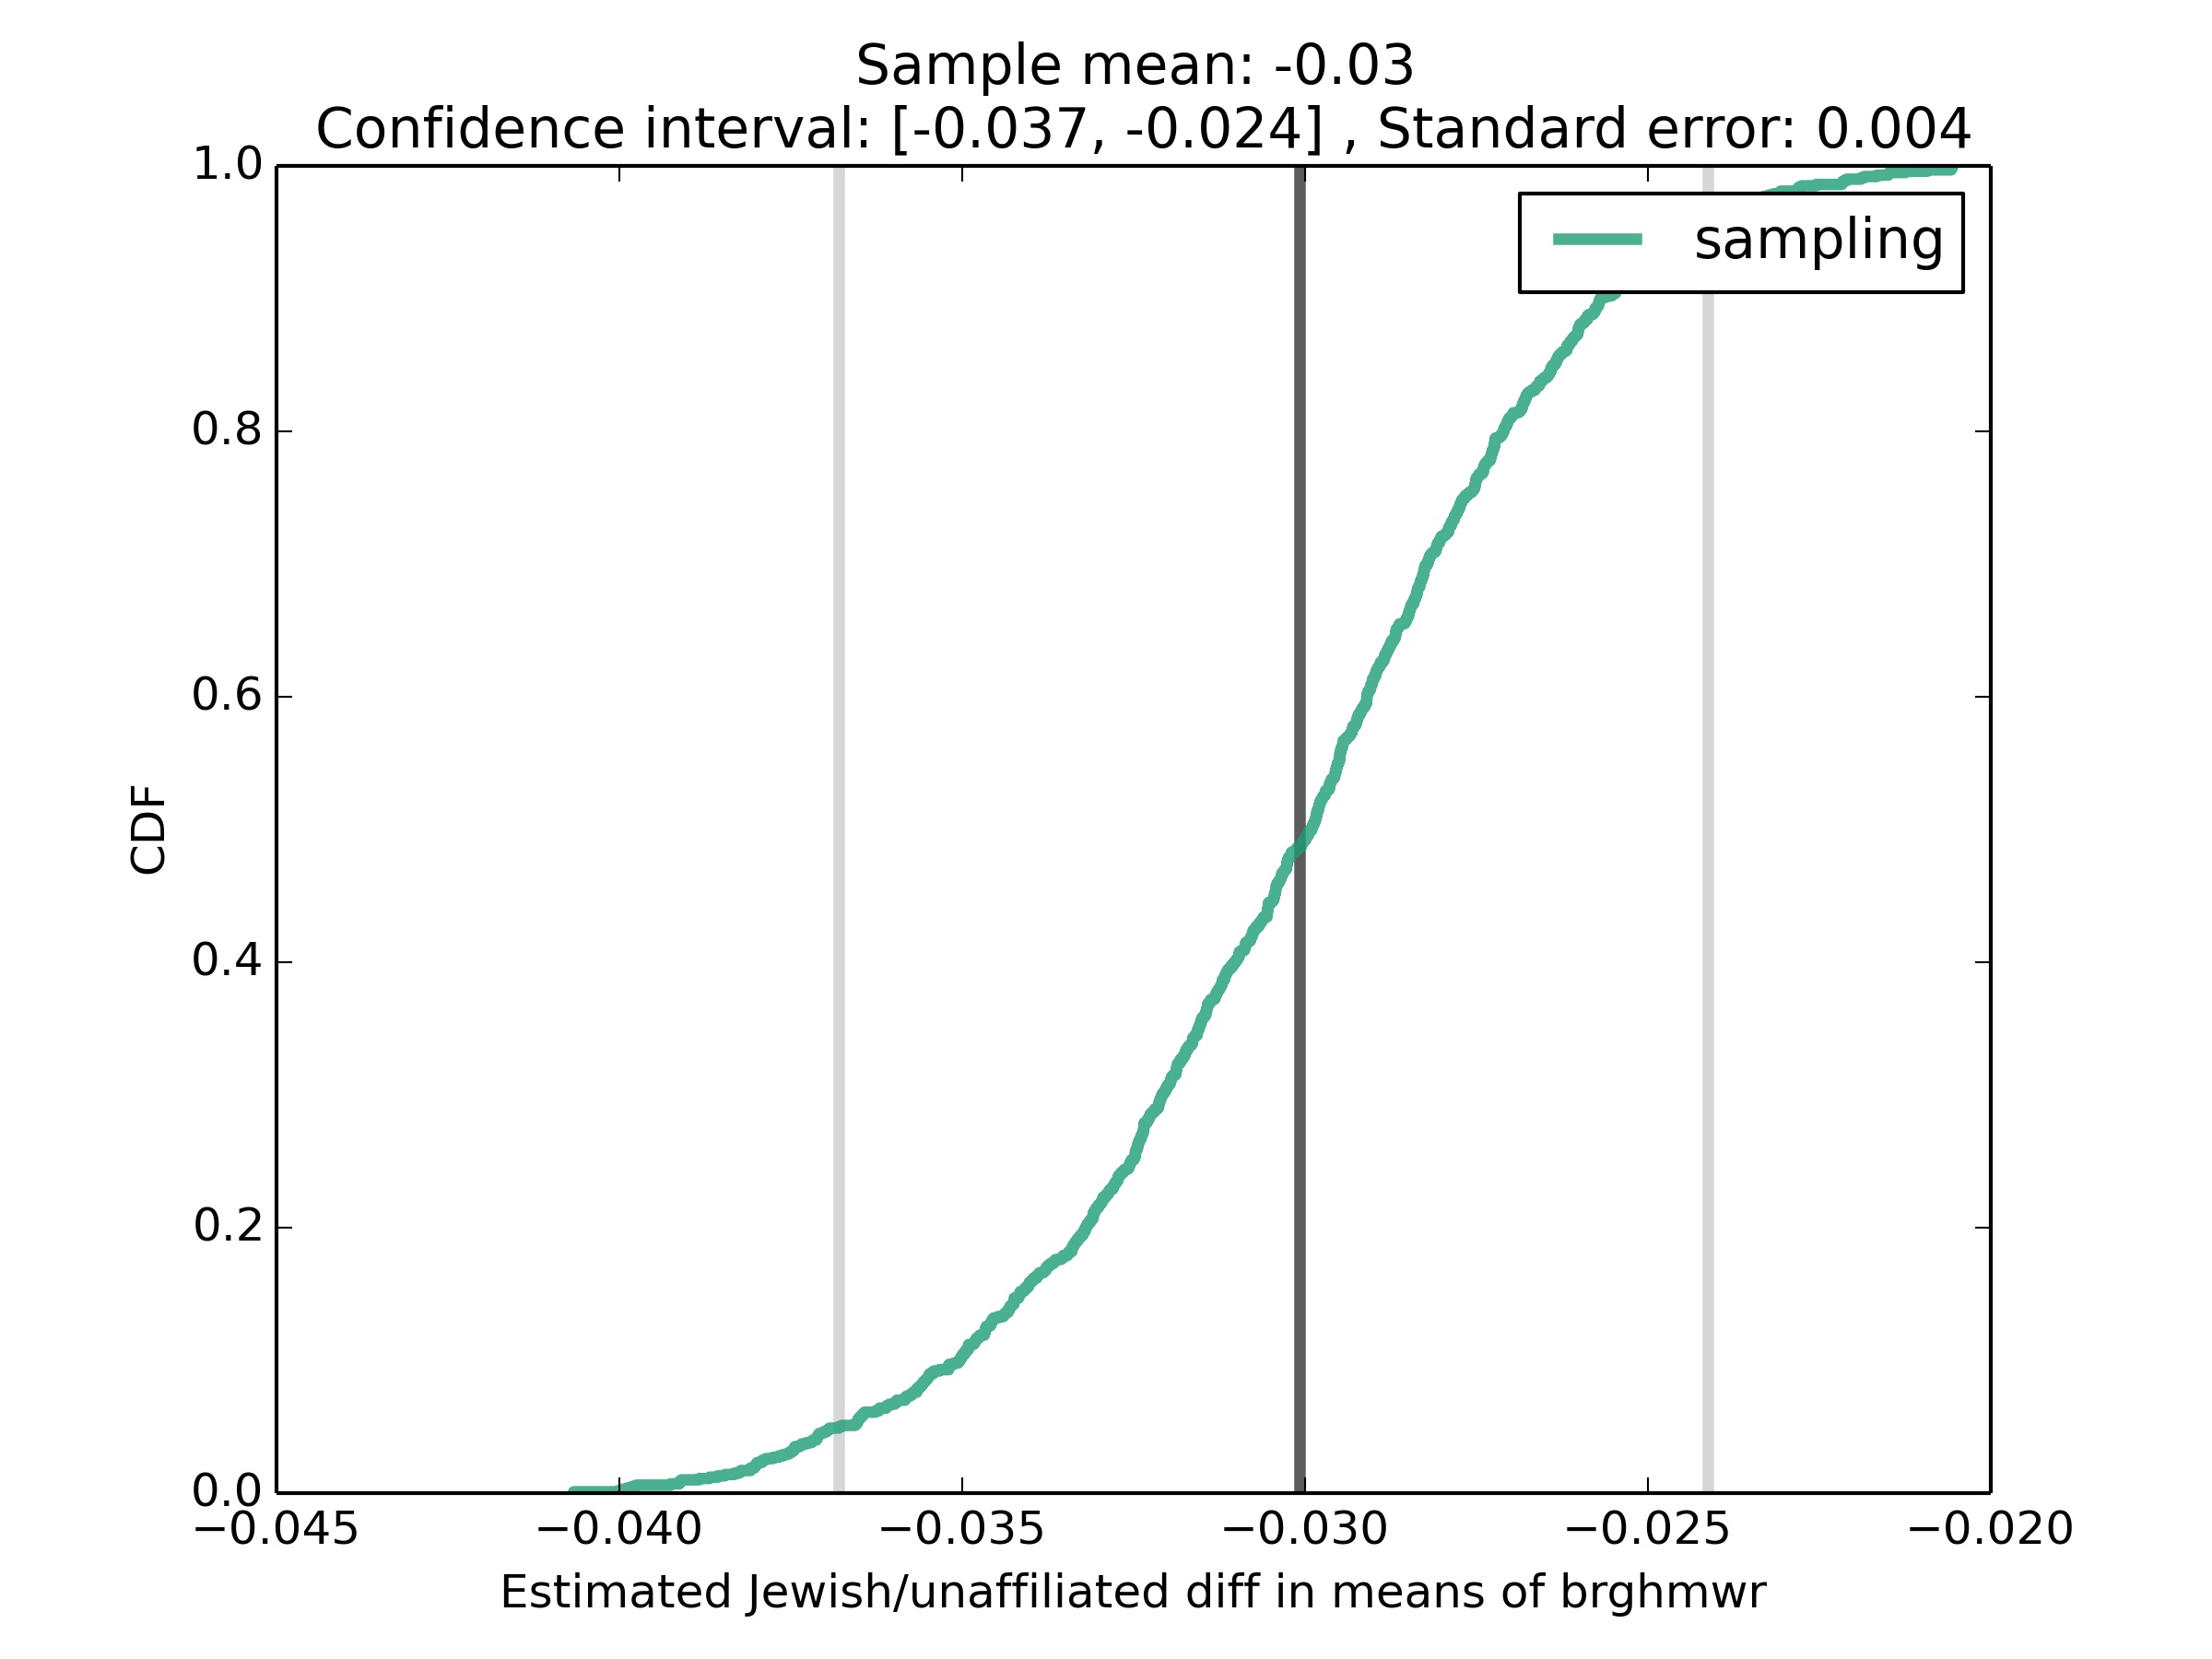 Sample mean: -0.03
Confidence interval: [-0.037, -0.024] , Standard error: 0.004
1.0
sampling
0.8
0.6
CDF
0.4
0.2
0.0
−0.045 −0.040 −0.035 −0.030 −0.025 −0.020
Estimated Jewish/unaffiliated diff in means of brghmwr